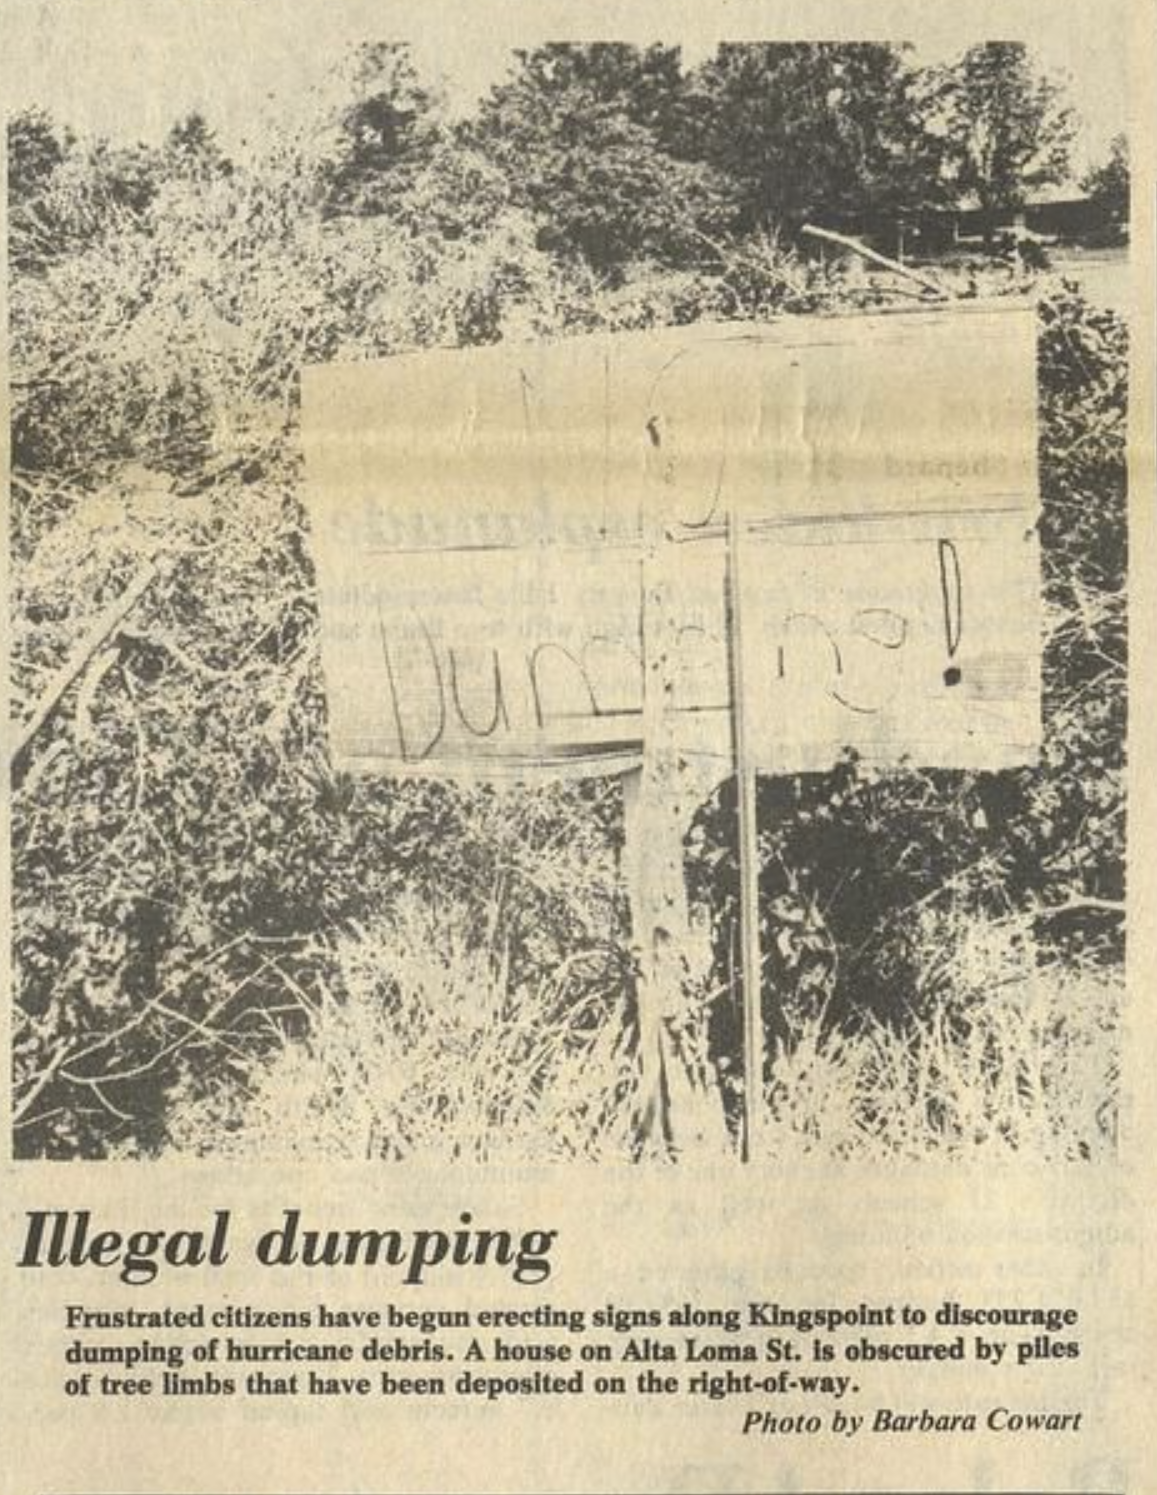 NO
Dumping!
Illegal dumping
Frustrated citizens have begun erecting signs along Kingspoint to discourage
dumping of hurricane debris. A house on Alta Loma St. is obscured by piles
of tree limbs that have been deposited on the right-of-way.
Photo by Barbara Cowart